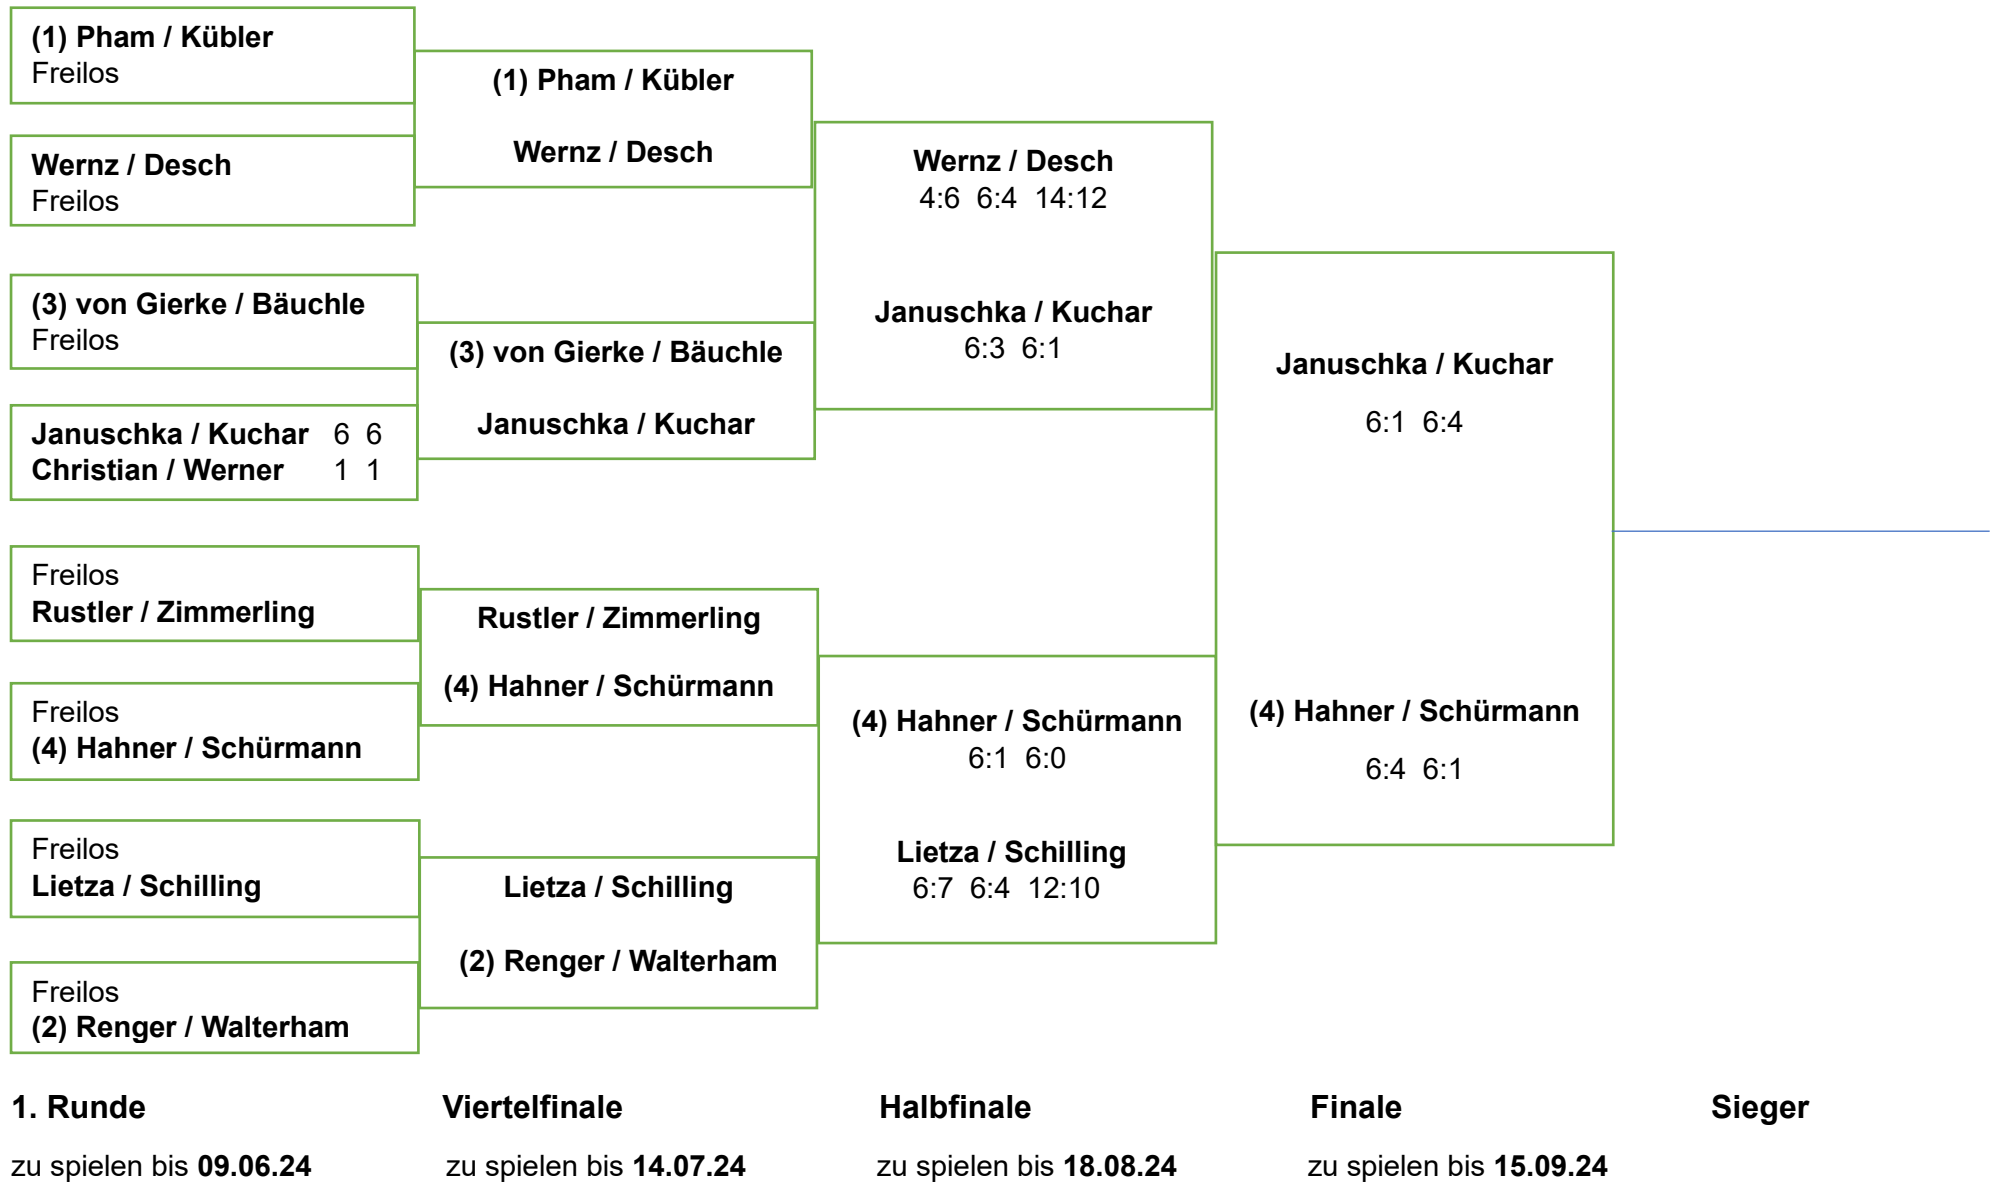 (1) Pham / Kübler
Freilos
Wernz / Desch
Freilos
(3) von Gierke / Bäuchle
Freilos
Januschka / Kuchar 6 6
Christian / Werner 1 1
Freilos
Rustler / Zimmerling
Freilos
(4) Hahner / Schürmann
Freilos
Lietza / Schilling
Freilos
(2) Renger / Walterham
(1) Pham / Kübler
Wernz / Desch
(3) von Gierke / Bäuchle
Januschka / Kuchar
Rustler / Zimmerling
(4) Hahner / Schürmann
Lietza / Schilling
(2) Renger / Walterham
Wernz / Desch
4:6 6:4 14:12
Januschka / Kuchar
6:3 6:1
(4) Hahner / Schürmann
6:1 6:0
Lietza / Schilling
6:7 6:4 12:10
Januschka / Kuchar
6:1 6:4
(4) Hahner / Schürmann
6:4 6:1
1. Runde
Viertelfinale
Halbfinale
Finale
Sieger
zu spielen bis 09.06.24
zu spielen bis 14.07.24
zu spielen bis 18.08.24
zu spielen bis 15.09.24